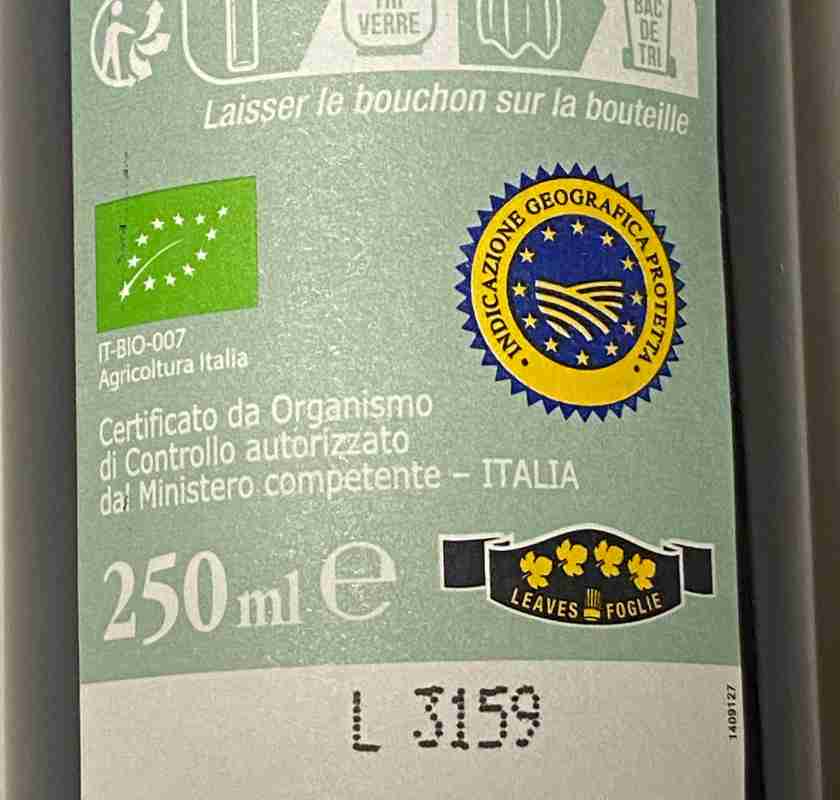 TRI
VERRE
BAC
DE
TRI
Laisser le bouchon sur la bouteille
INDICAZIONE GEOGRAFICA PROTETTA
IT-BIO-007
Agricoltura Italia
Certificato da Organismo
di Controllo autorizzato
dal Ministero competente – ITALIA
250 ml e
LEAVES FOGLIE
L 3159
1409127